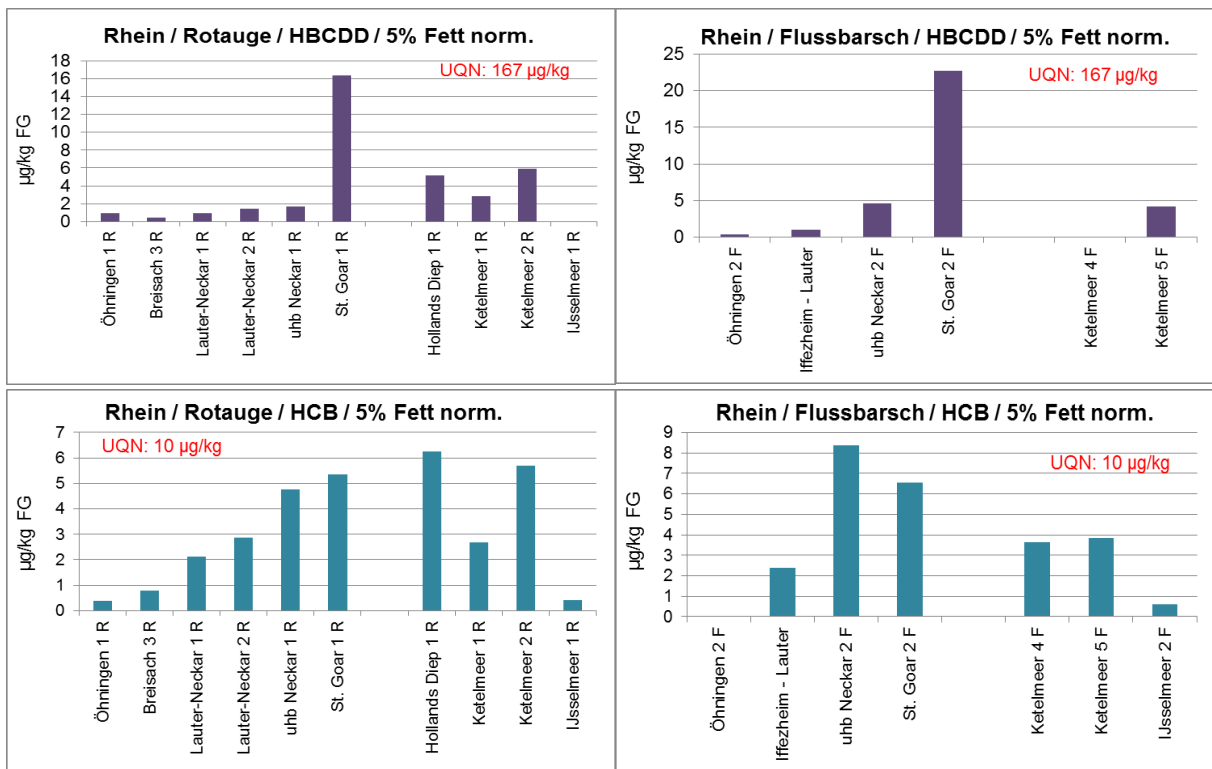 Rhein / Rotauge / HBCDD / 5% Fett norm.
UQN: 167 µg/kg
µg/kg FG
18
16
14
12
10
8
6
4
2
0
Öhningen 1 R
Breisach 3 R
Lauter-Neckar 1 R
Lauter-Neckar 2 R
uhb Neckar 1 R
St. Goar 1 R
Hollands Diep 1 R
Ketelmeer 1 R
Ketelmeer 2 R
IJsselmeer 1 R
Rhein / Flussbarsch / HBCDD / 5% Fett norm.
UQN: 167 µg/kg
µg/kg FG
25
20
15
10
5
0
Öhningen 2 F
Iffezheim - Lauter
uhb Neckar 2 F
St. Goar 2 F
Ketelmeer 4 F
Ketelmeer 5 F
Rhein / Rotauge / HCB / 5% Fett norm.
UQN: 10 µg/kg
µg/kg FG
7
6
5
4
3
2
1
0
Öhningen 1 R
Breisach 3 R
Lauter-Neckar 1 R
Lauter-Neckar 2 R
uhb Neckar 1 R
St. Goar 1 R
Hollands Diep 1 R
Ketelmeer 1 R
Ketelmeer 2 R
IJsselmeer 1 R
Rhein / Flussbarsch / HCB / 5% Fett norm.
UQN: 10 µg/kg
µg/kg FG
9
8
7
6
5
4
3
2
1
0
Öhningen 2 F
Iffezheim - Lauter
uhb Neckar 2 F
St. Goar 2 F
Ketelmeer 4 F
Ketelmeer 5 F
IJsselmeer 2 F